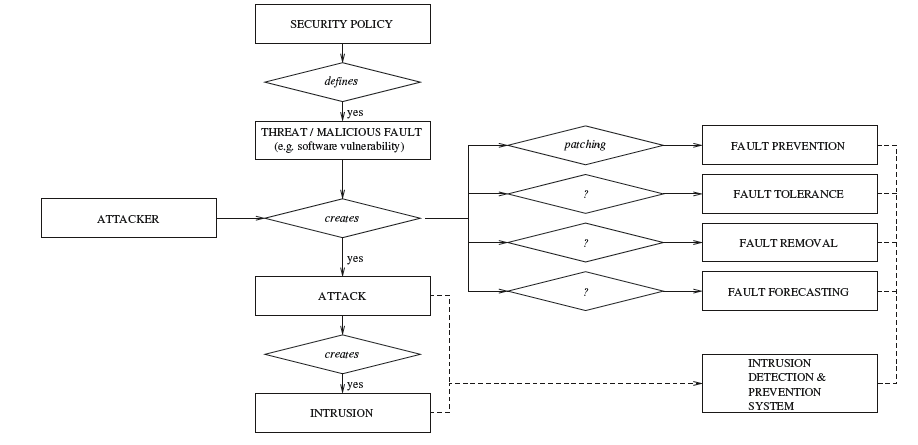 SECURITY POLICY
defines
yes
THREAT / MALICIOUS FAULT
(e.g. software vulnerability)
patching
FAULT PREVENTION
?
FAULT TOLERANCE
ATTACKER
creates
?
FAULT REMOVAL
yes
?
FAULT FORECASTING
ATTACK
creates
yes
INTRUSION
DETECTION &
PREVENTION
SYSTEM
INTRUSION